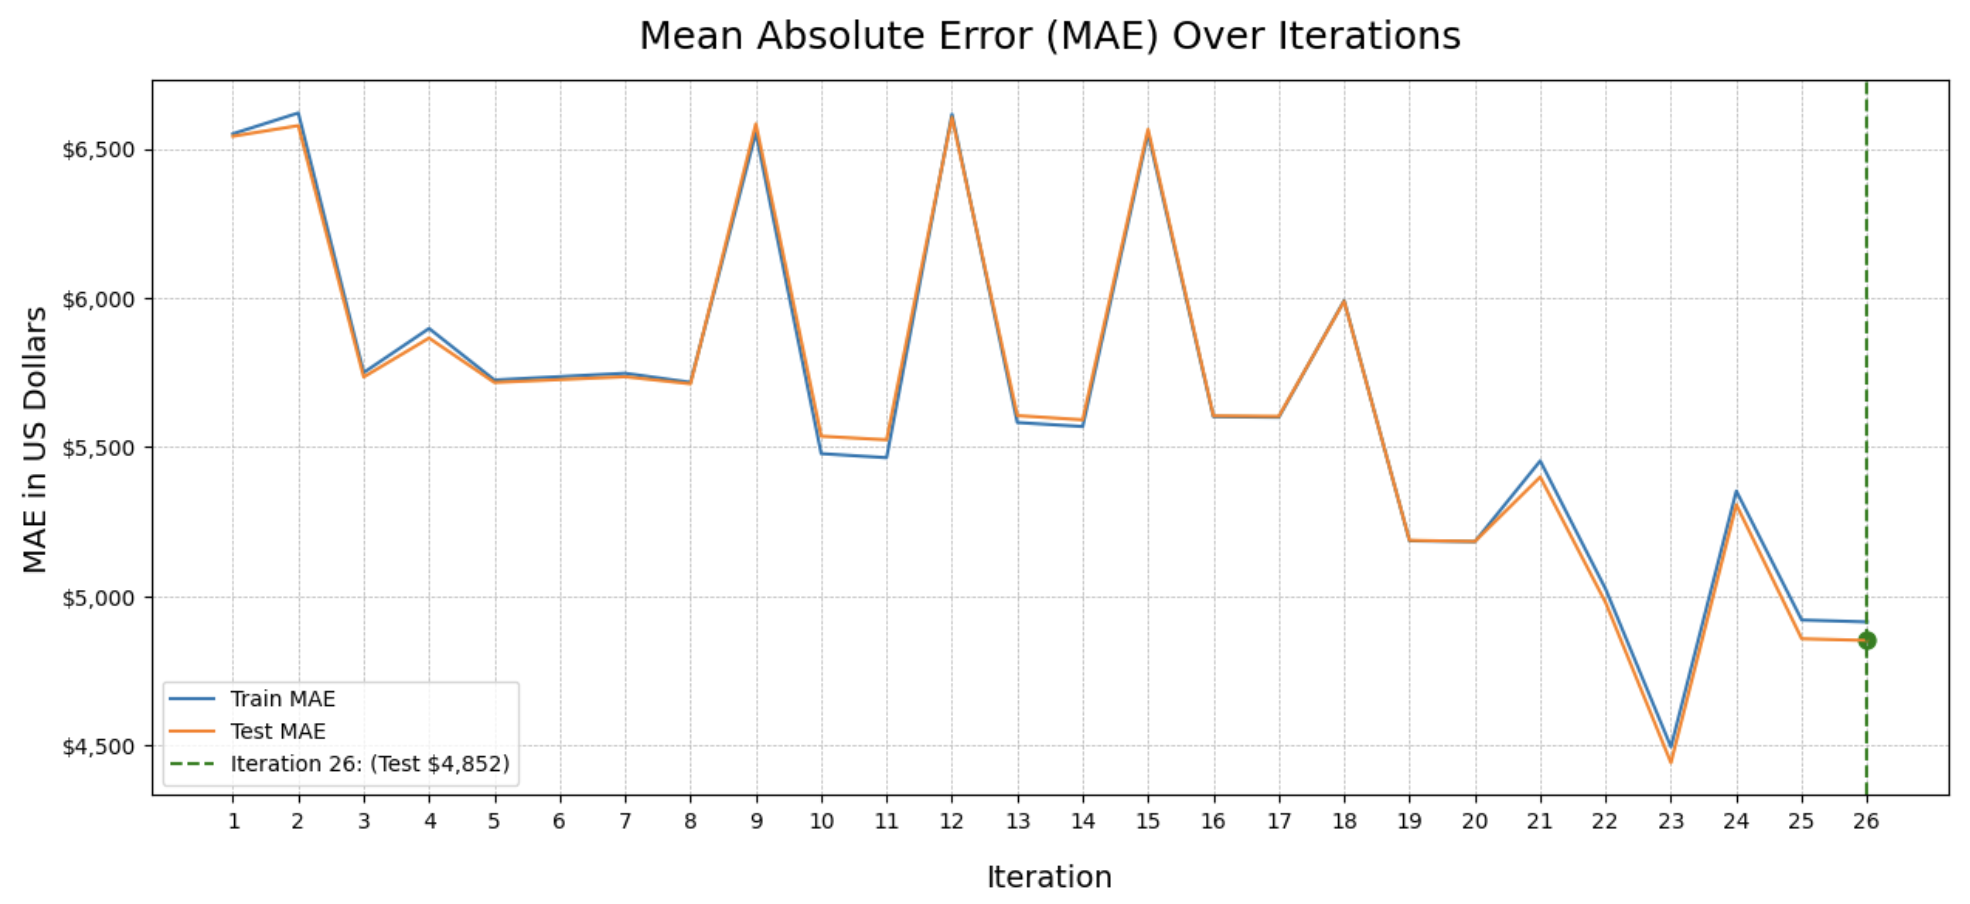 Mean Absolute Error (MAE) Over Iterations
MAE in US Dollars
$6,500
$6,000
$5,500
$5,000
$4,500
Train MAE
Test MAE
Iteration 26: (Test $4,852)
1 2 3 4 5 6 7 8 9 10 11 12 13 14 15 16 17 18 19 20 21 22 23 24 25 26
Iteration